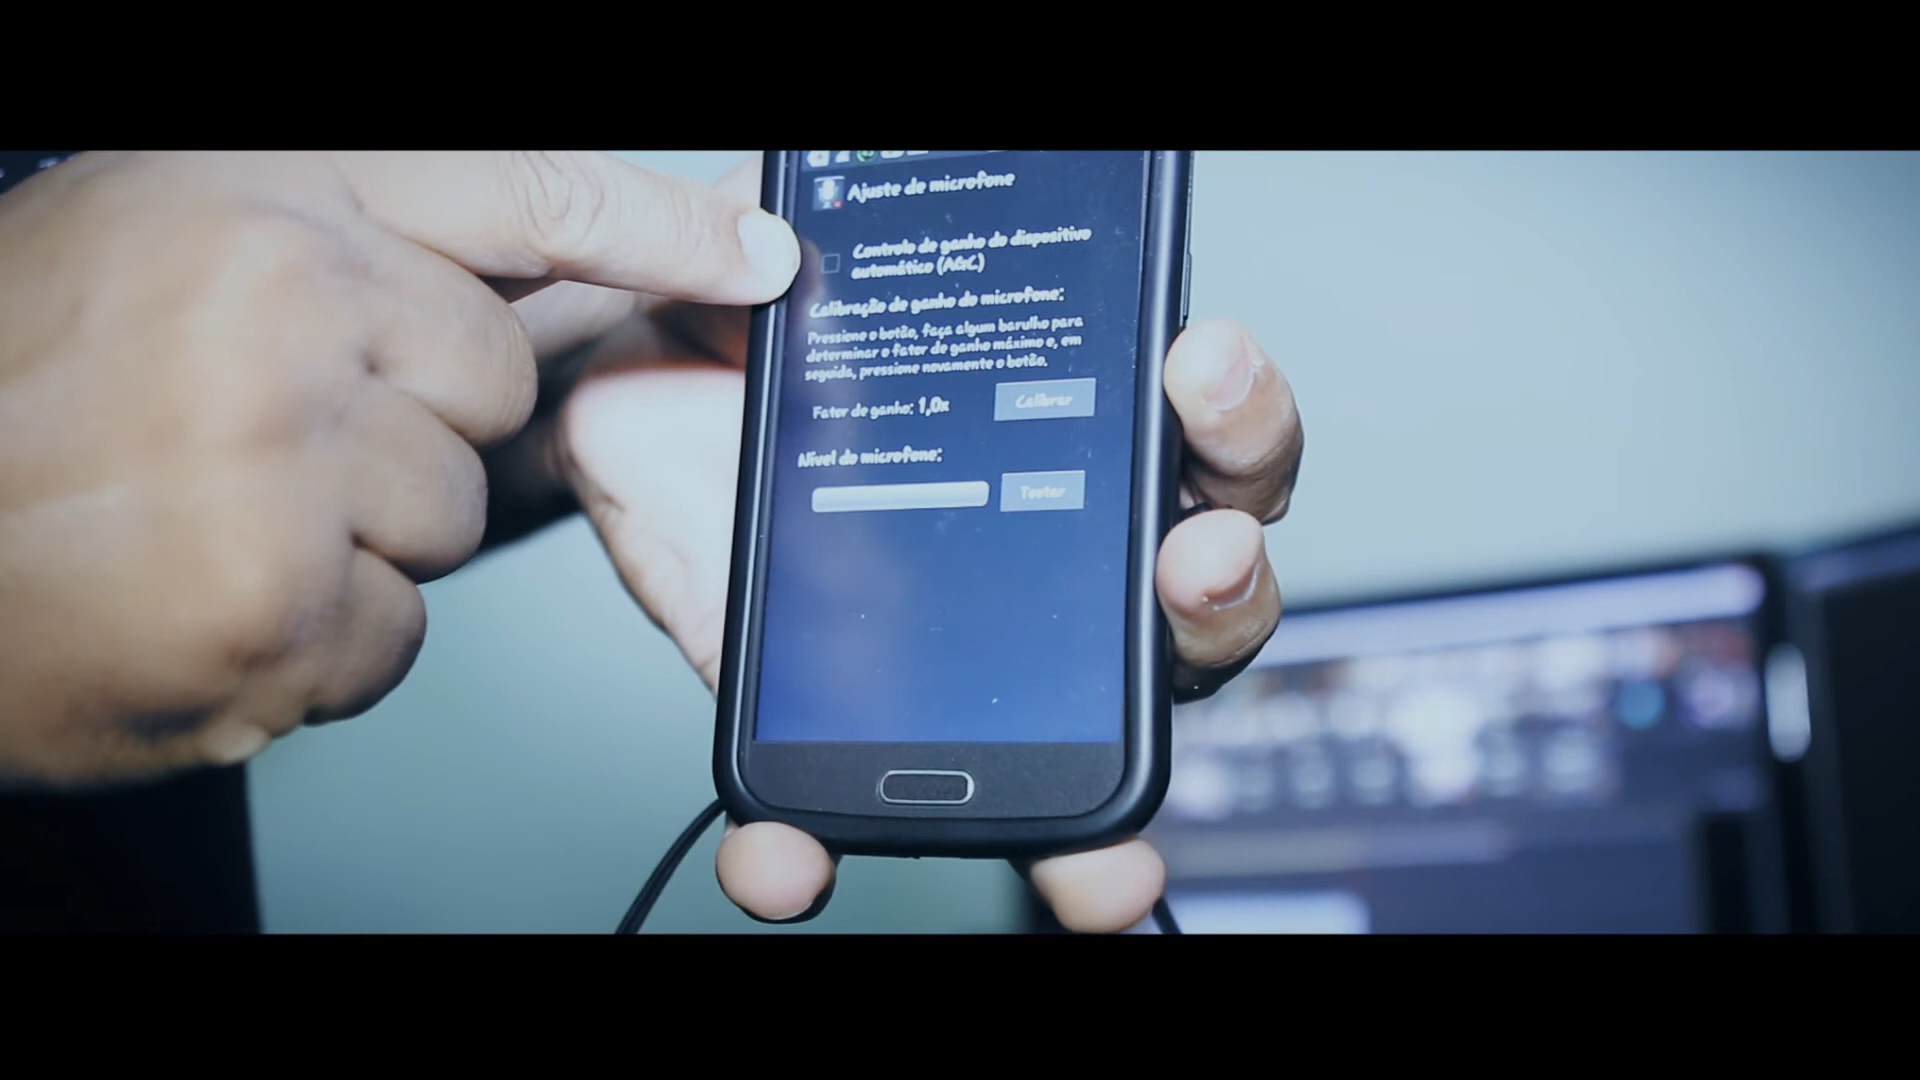 Ajuste de microfone
Controlo de ganho do dispositivo
automático (AGC)
Calibração de ganho do microfone:
Pressione o botão, faça algum barulho para
determinar o fator de ganho máximo e, em
seguida, pressione novamente o botão.
Fator de ganho: 1,0x
Calibrar
Nível do microfone:
Testar